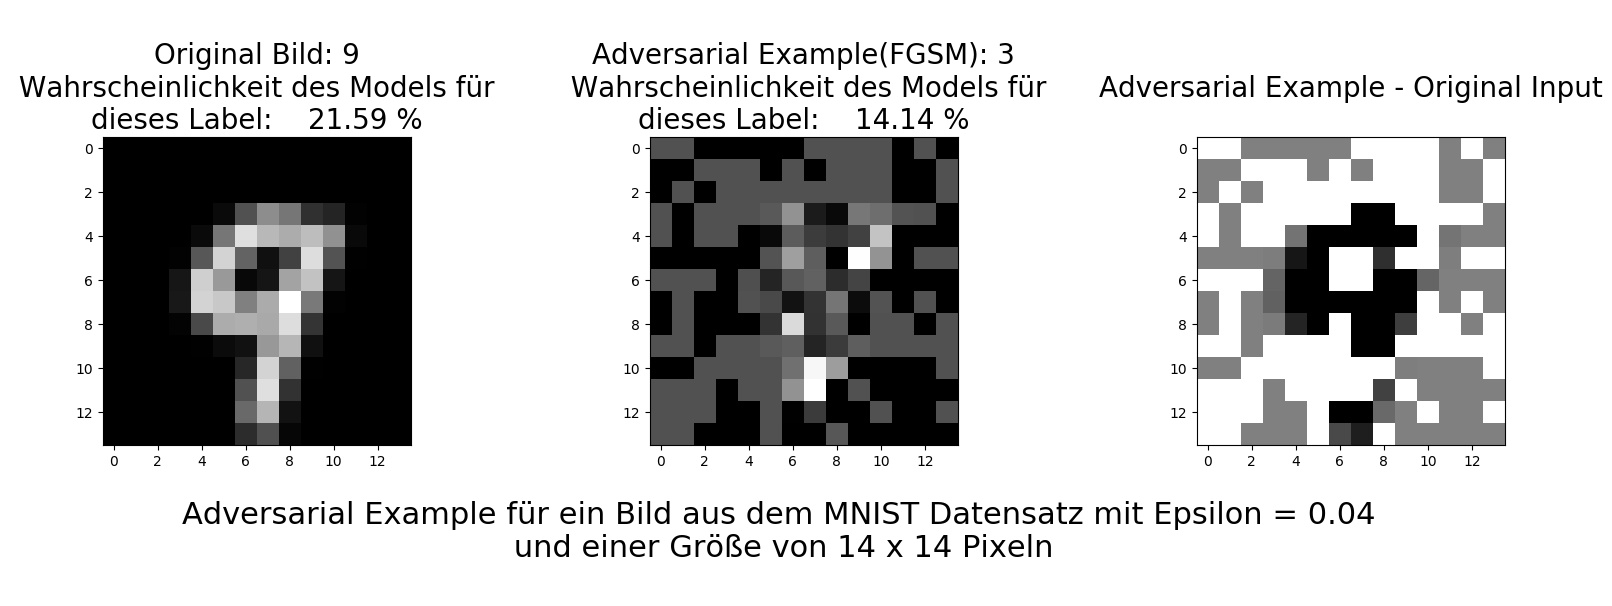 Original Bild: 9
Wahrscheinlichkeit des Models für
dieses Label:    21.59 %
0
2
4
6
8
10
12
0 2 4 6 8 10 12
Adversarial Example(FGSM): 3
Wahrscheinlichkeit des Models für
dieses Label:    14.14 %
0
2
4
6
8
10
12
0 2 4 6 8 10 12
Adversarial Example - Original Input
0
2
4
6
8
10
12
0 2 4 6 8 10 12
Adversarial Example für ein Bild aus dem MNIST Datensatz mit Epsilon = 0.04
und einer Größe von 14 x 14 Pixeln